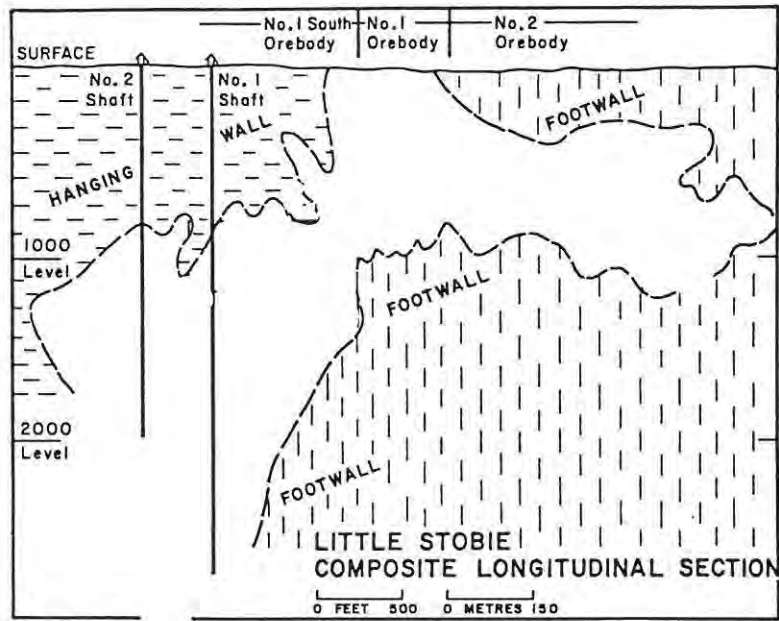 No.1 South
Orebody
No.1
Orebody
No.2
Orebody
SURFACE
No.2
Shaft
No.1
Shaft
HANGING
WALL
FOOTWALL
1000
Level
FOOTWALL
2000
Level
FOOTWALL
LITTLE STOBIE
COMPOSITE LONGITUDINAL SECTION
0 FEET 500 0 METRES 150